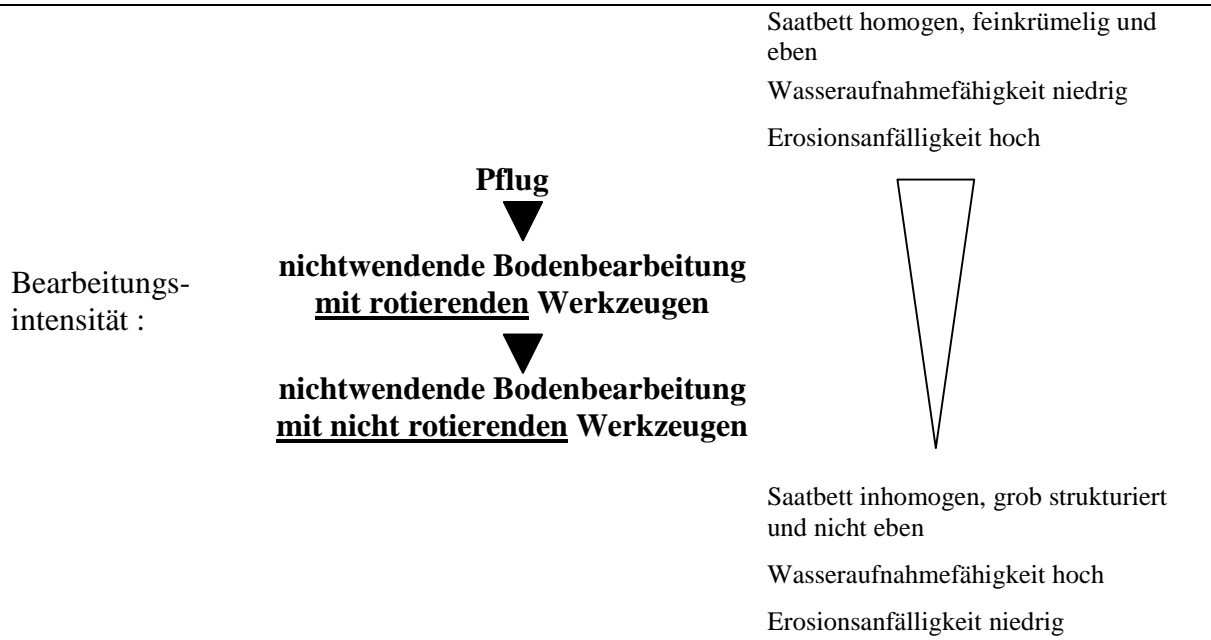 Saatbett homogen, feinkrümelig und
eben
Wasseraufnahmefähigkeit niedrig
Erosionsanfälligkeit hoch
Pflug
nichtwendende Bodenbearbeitung
mit rotierenden Werkzeugen
Bearbeitungs-
intensität :
nichtwendende Bodenbearbeitung
mit nicht rotierenden Werkzeugen
Saatbett inhomogen, grob strukturiert
und nicht eben
Wasseraufnahmefähigkeit hoch
Erosionsanfälligkeit niedrig